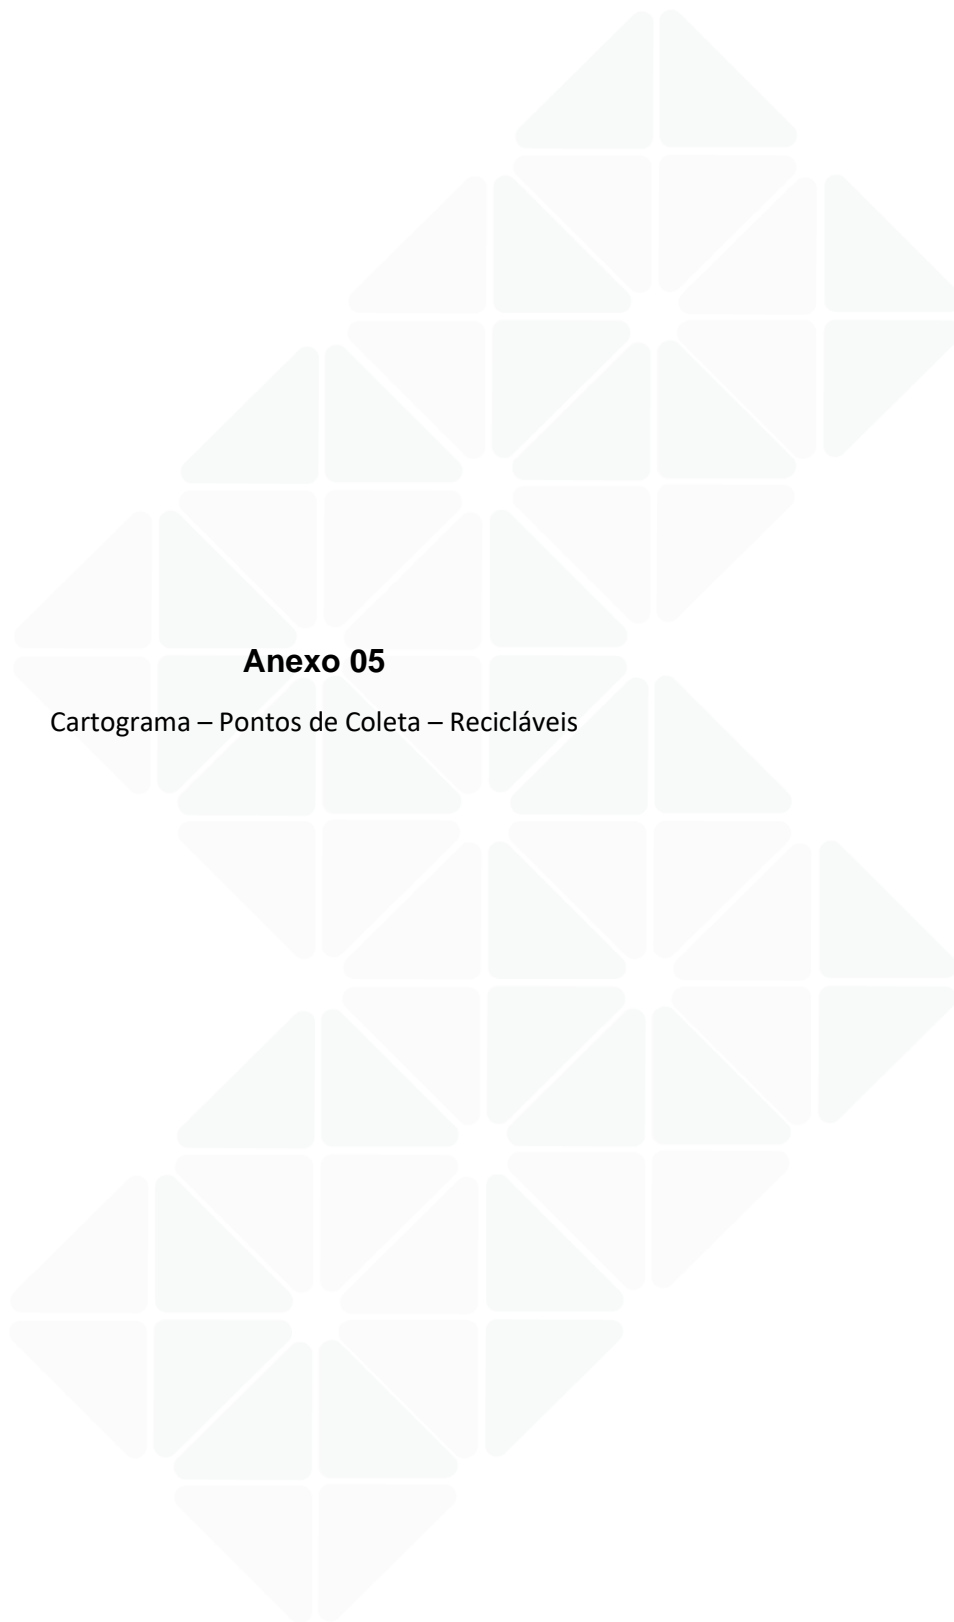 Anexo 05
Cartograma – Pontos de Coleta – Recicláveis